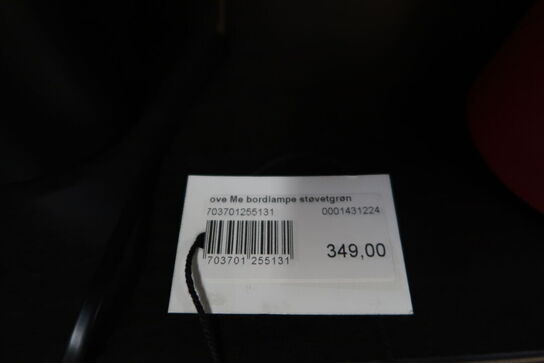 ove Me bordlampe støvetgrøn
703701255131 0001431224
349,00
703701 255131